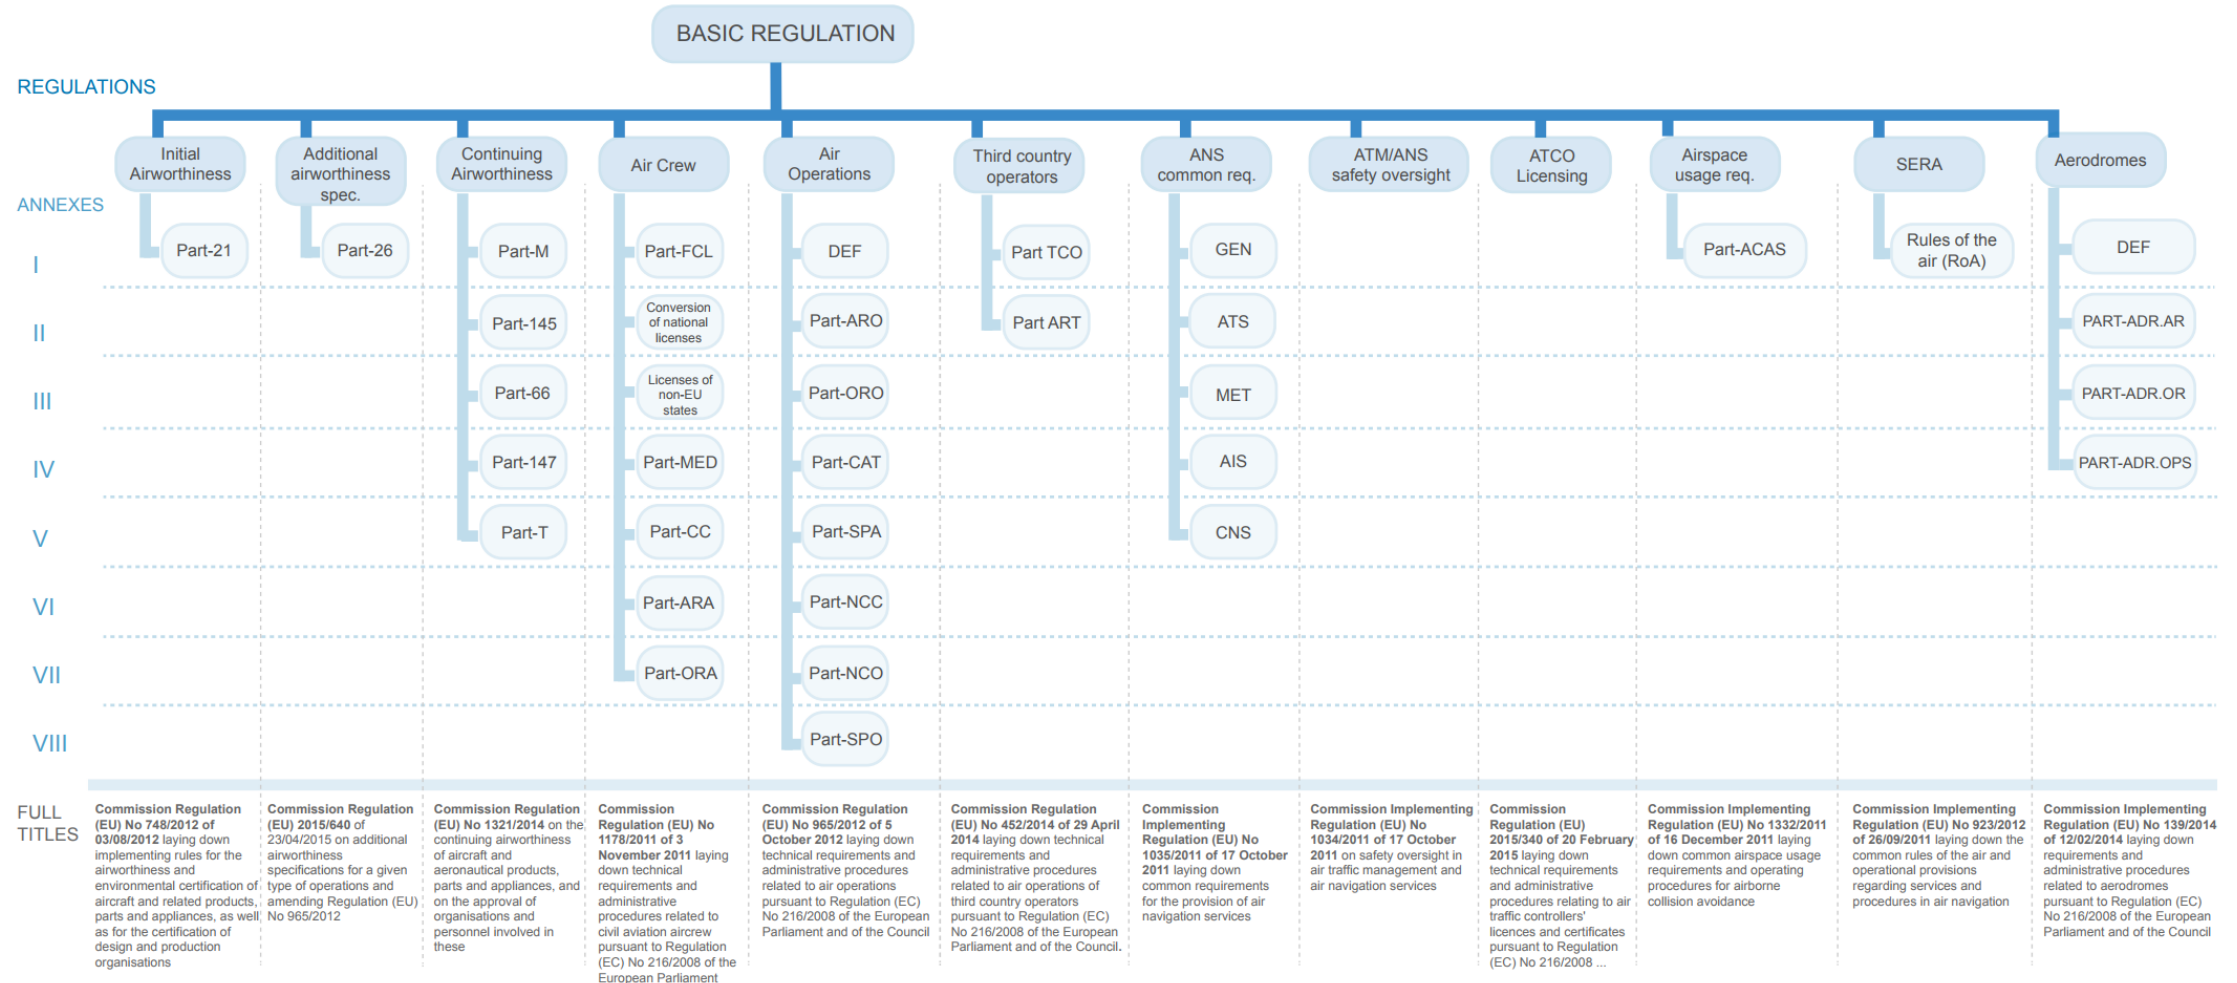 BASIC REGULATION
REGULATIONS
Initial
Airworthiness
Additional
airworthiness
spec.
Continuing
Airworthiness
Air Crew
Air
Operations
Third country
operators
ANS
common req.
ATM/ANS
safety oversight
ATCO
Licensing
Airspace
usage req.
SERA
Aerodromes
ANNEXES
I
Part-21
Part-26
Part-M
Part-FCL
DEF
Part TCO
GEN
Part-ACAS
Rules of the
air (RoA)
DEF
II
Part-145
Conversion
of national
licenses
Part-ARO
Part ART
ATS
PART-ADR.AR
III
Part-66
Licenses of
non-EU
states
Part-ORO
MET
PART-ADR.OR
IV
Part-147
Part-MED
Part-CAT
AIS
PART-ADR.OPS
V
Part-T
Part-CC
Part-SPA
CNS
VI
Part-ARA
Part-NCC
VII
Part-ORA
Part-NCO
VIII
Part-SPO
FULL
TITLES
Commission Regulation
(EU) No 748/2012 of
03/08/2012 laying down
implementing rules for the
airworthiness and
environmental certification of
aircraft and related products,
parts and appliances, as well
as for the certification of
design and production
organisations
Commission Regulation
(EU) 2015/640 of
23/04/2015 on additional
airworthiness
specifications for a given
type of operations and
amending Regulation (EU)
No 965/2012
Commission Regulation
(EU) No 1321/2014 on the
continuing airworthiness
of aircraft and
aeronautical products,
parts and appliances, and
on the approval of
organisations and
personnel involved in
these
Commission
Regulation (EU) No
1178/2011 of 3
November 2011 laying
down technical
requirements and
administrative
procedures related to
civil aviation aircrew
pursuant to Regulation
(EC) No 216/2008 of the
European Parliament
Commission Regulation
(EU) No 965/2012 of 5
October 2012 laying down
technical requirements and
administrative procedures
related to air operations
pursuant to Regulation (EC)
No 216/2008 of the European
Parliament and of the Council
Commission Regulation
(EU) No 452/2014 of 29 April
2014 laying down technical
requirements and
administrative procedures
related to air operations of
third country operators
pursuant to Regulation (EC)
No 216/2008 of the European
Parliament and of the Council.
Commission
Implementing
Regulation (EU) No
1035/2011 of 17 October
2011 laying down
common requirements
for the provision of air
navigation services
Commission Implementing
Regulation (EU) No
1034/2011 of 17 October
2011 on safety oversight in
air traffic management and
air navigation services
Commission
Regulation (EU)
2015/340 of 20 February
2015 laying down
technical requirements
and administrative
procedures relating to air
traffic controllers'
licences and certificates
pursuant to Regulation
(EC) No 216/2008 ...
Commission Implementing
Regulation (EU) No 1332/2011
of 16 December 2011 laying
down common airspace usage
requirements and operating
procedures for airborne
collision avoidance
Commission Implementing
Regulation (EU) No 923/2012
of 26/09/2011 laying down the
common rules of the air and
operational provisions
regarding services and
procedures in air navigation
Commission Implementing
Regulation (EU) No 139/2014
of 12/02/2014 laying down
requirements and
administrative procedures
related to aerodromes
pursuant to Regulation (EC)
No 216/2008 of the European
Parliament and of the Council